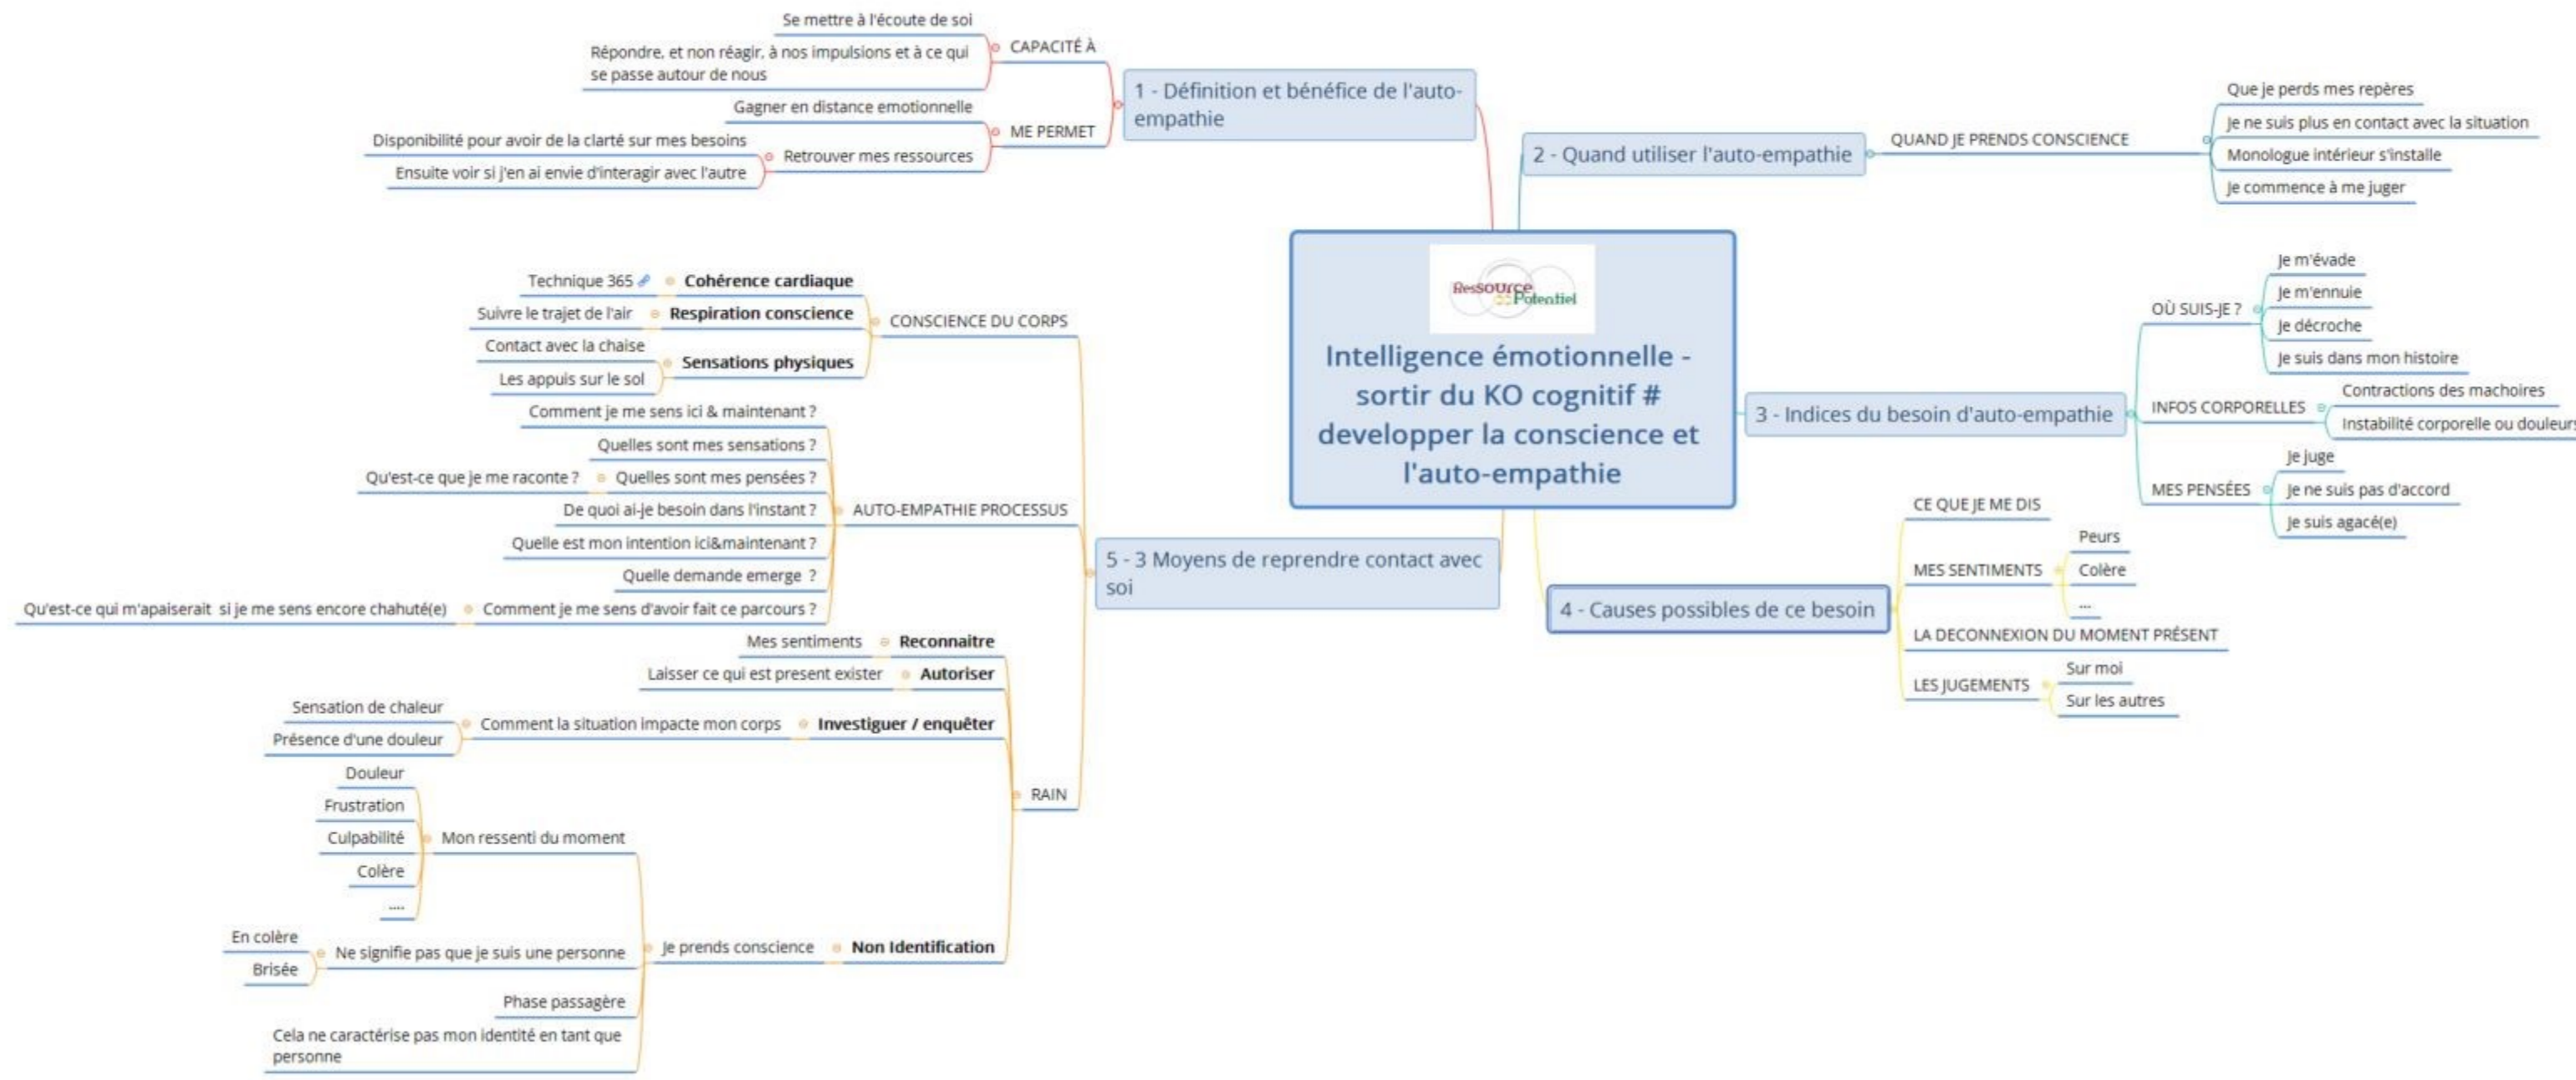 Ressource
Potentiel
Intelligence émotionnelle -
sortir du KO cognitif #
developper la conscience et
l'auto-empathie
1 - Définition et bénéfice de l'auto-
empathie
CAPACITÉ À
Se mettre à l'écoute de soi
Répondre, et non réagir, à nos impulsions et à ce qui
se passe autour de nous
ME PERMET
Gagner en distance emotionnelle
Retrouver mes ressources
Disponibilité pour avoir de la clarté sur mes besoins
Ensuite voir si j'en ai envie d'interagir avec l'autre
2 - Quand utiliser l'auto-empathie
QUAND JE PRENDS CONSCIENCE
Que je perds mes repères
Je ne suis plus en contact avec la situation
Monologue intérieur s'installe
Je commence à me juger
3 - Indices du besoin d'auto-empathie
OÙ SUIS-JE ?
Je m'évade
Je m'ennuie
Je décroche
Je suis dans mon histoire
INFOS CORPORELLES
Contractions des machoires
Instabilité corporelle ou douleurs
MES PENSÉES
Je juge
Je ne suis pas d'accord
Je suis agacé(e)
4 - Causes possibles de ce besoin
CE QUE JE ME DIS
MES SENTIMENTS
Peurs
Colère
...
LA DECONNEXION DU MOMENT PRÉSENT
LES JUGEMENTS
Sur moi
Sur les autres
5 - 3 Moyens de reprendre contact avec
soi
CONSCIENCE DU CORPS
Cohérence cardiaque
Technique 365
Respiration conscience
Suivre le trajet de l'air
Sensations physiques
Contact avec la chaise
Les appuis sur le sol
AUTO-EMPATHIE PROCESSUS
Comment je me sens ici & maintenant ?
Quelles sont mes sensations ?
Quelles sont mes pensées ?
Qu'est-ce que je me raconte ?
De quoi ai-je besoin dans l'instant ?
Quelle est mon intention ici&maintenant ?
Quelle demande emerge ?
Comment je me sens d'avoir fait ce parcours ?
Qu'est-ce qui m'apaiserait si je me sens encore chahuté(e)
RAIN
Reconnaitre
Mes sentiments
Autoriser
Laisser ce qui est present exister
Investiguer / enquêter
Comment la situation impacte mon corps
Sensation de chaleur
Présence d'une douleur
Non Identification
Je prends conscience
Mon ressenti du moment
Douleur
Frustration
Culpabilité
Colère
....
Ne signifie pas que je suis une personne
En colère
Brisée
Phase passagère
Cela ne caractérise pas mon identité en tant que
personne